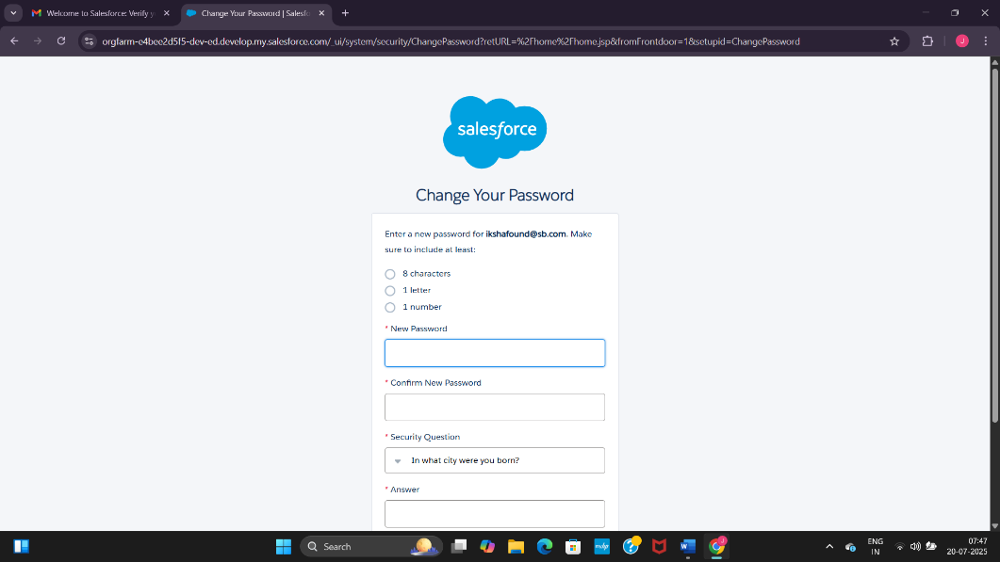 Welcome to Salesforce: Verify y
Change Your Password | Salesfo
orgfarm-e4bee2d5f5-dev-ed.develop.my.salesforce.com/_ui/system/security/ChangePassword?retURL=%2Fhome%2Fhome.jsp&fromFrontdoor=1&setupid=ChangePassword
J
salesforce
Change Your Password
Enter a new password for ikshafound@sb.com. Make
sure to include at least:
8 characters
1 letter
1 number
* New Password
* Confirm New Password
* Security Question
In what city were you born?
* Answer
Search
myhp
J
ENG
IN
07:47
20-07-2025